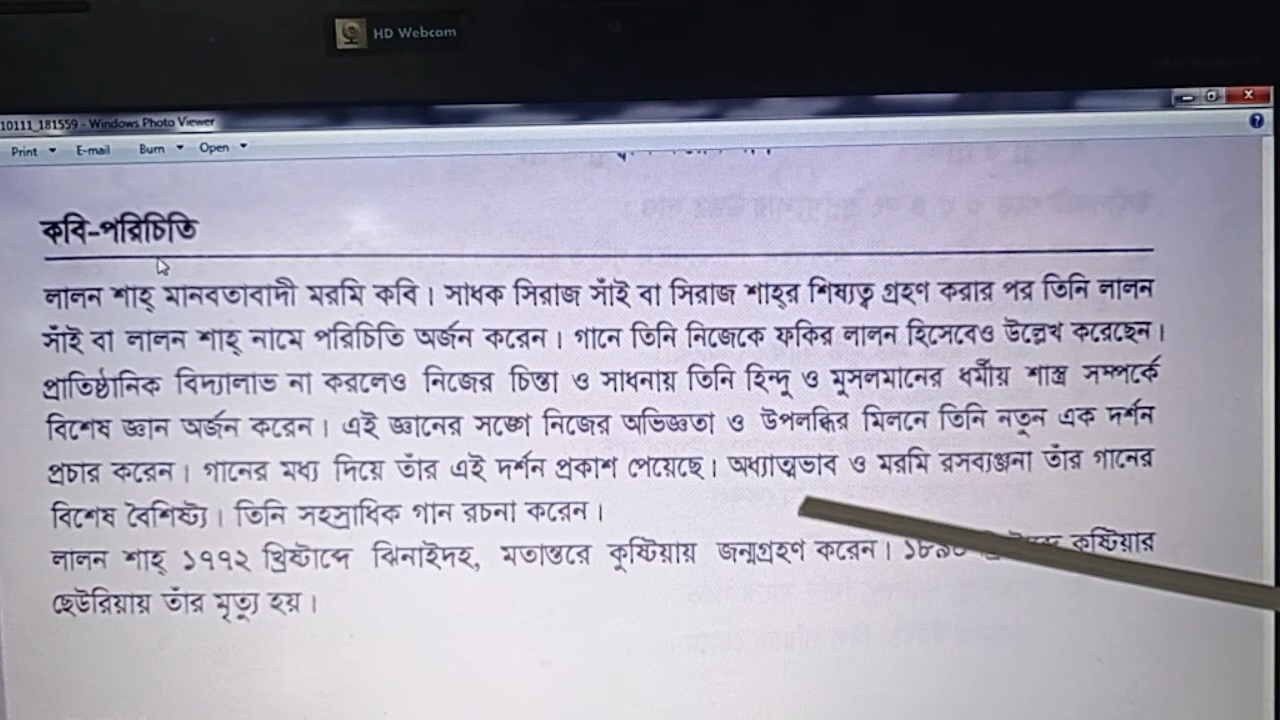 HD Webcam
10111_181559 - Windows Photo Viewer
Print E-mail Burn Open
কবি-পরিচিতি
লালন শাহ্ মানবতাবাদী মরমি কবি। সাধক সিরাজ সাঁই বা সিরাজ শাহ্‌র শিষ্যত্ব গ্রহণ করার পর তিনি লালন
সাঁই বা লালন শাহ্ নামে পরিচিতি অর্জন করেন। গানে তিনি নিজেকে ফকির লালন হিসেবেও উল্লেখ করেছেন।
প্রাতিষ্ঠানিক বিদ্যালাভ না করলেও নিজের চিন্তা ও সাধনায় তিনি হিন্দু ও মুসলমানের ধর্মীয় শাস্ত্র সম্পর্কে
বিশেষ জ্ঞান অর্জন করেন। এই জ্ঞানের সঙ্গে নিজের অভিজ্ঞতা ও উপলব্ধির মিলনে তিনি নতুন এক দর্শন
প্রচার করেন। গানের মধ্য দিয়ে তাঁর এই দর্শন প্রকাশ পেয়েছে। অধ্যাত্মভাব ও মরমি রসব্যঞ্জনা তাঁর গানের
বিশেষ বৈশিষ্ট্য। তিনি সহস্রাধিক গান রচনা করেন।
লালন শাহ্ ১৭৭২ খ্রিষ্টাব্দে ঝিনাইদহ, মতান্তরে কুষ্টিয়ায় জন্মগ্রহণ করেন। কুষ্টিয়ার
ছেউরিয়ায় তাঁর মৃত্যু হয়।